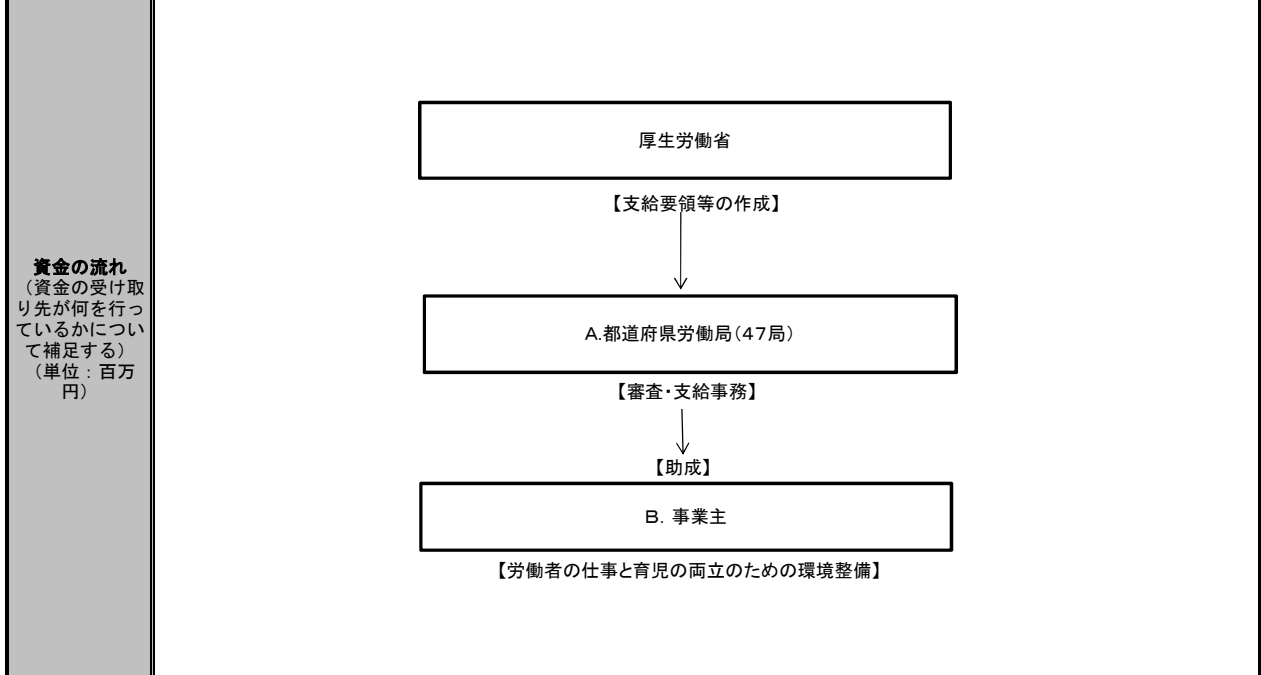 資金の流れ
（資金の受け取
り先が何を行っ
ているかについ
て補足する）
（単位：百万
円）
厚生労働省
【支給要領等の作成】
A.都道府県労働局（４７局）
【審査・支給事務】
【助成】
Ｂ．事業主
【労働者の仕事と育児の両立のための環境整備】